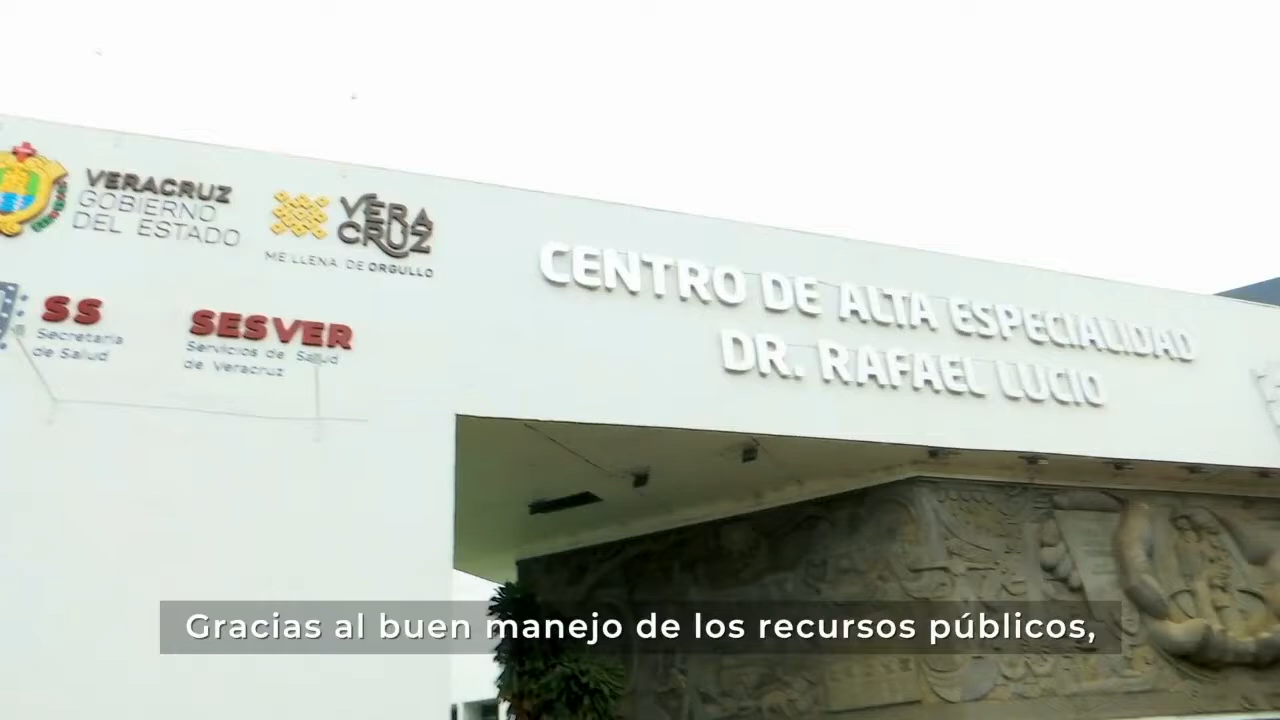 VERACRUZ
GOBIERNO
DEL ESTADO
VERA
CRUZ
ME LLENA DE ORGULLO
SS
Secretaría
de Salud
SESVER
Servicios de Salud
de Veracruz
CENTRO DE ALTA ESPECIALIDAD
DR. RAFAEL LUCIO
Gracias al buen manejo de los recursos públicos,